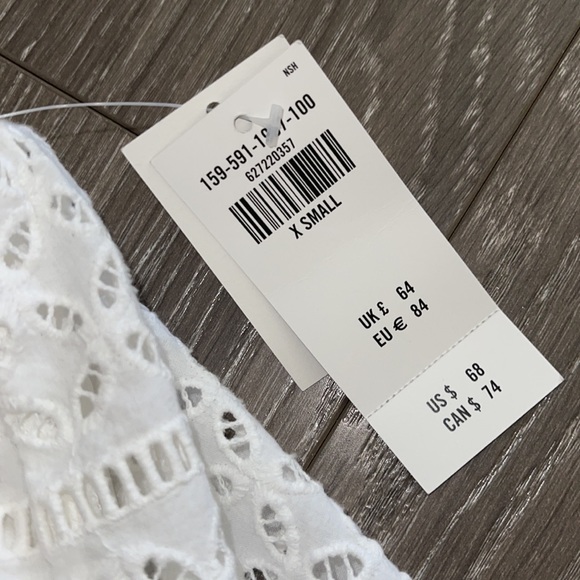 NSH
627220357
X SMALL
UK £ 64
EU € 84
US $ 68
CAN $ 74